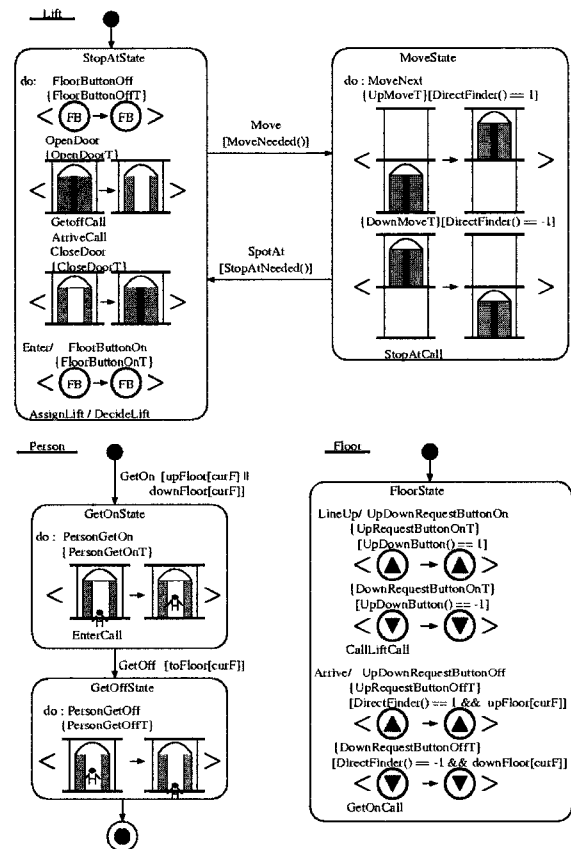 Lift
StopAtState
do: FloorButtonOff
{FloorButtonOffT}
< FB → FB >
OpenDoor
{OpenDoorT}
< → >
GetoffCall
ArriveCall
CloseDoor
{CloseDoorT}
< → >
Enter/ FloorButtonOn
{FloorButtonOnT}
< FB → FB >
AssignLift / DecideLift
Move
[MoveNeeded()]
SpotAt
[StopAtNeeded()]
MoveState
do : MoveNext
{UpMoveT}[DirectFinder() == 1]
< → >
{DownMoveT}[DirectFinder() == -1]
< → >
StopAtCall
Person
GetOn [upFloor[curF] ||
downFloor[curF]]
GetOnState
do : PersonGetOn
{PersonGetOnT}
< → >
EnterCall
GetOff [toFloor[curF]]
GetOffState
do : PersonGetOff
{PersonGetOffT}
< → >
Floor
FloorState
LineUp/ UpDownRequestButtonOn
{UpRequestButtonOnT}
[UpDownButton() == 1]
< ▲ → ▲ >
{DownRequestButtonOnT}
[UpDownButton() == -1]
< ▼ → ▼ >
CallLiftCall
Arrive/ UpDownRequestButtonOff
{UpRequestButtonOffT}
[DirectFinder() == 1 && upFloor[curF]]
< ▲ → ▲ >
{DownRequestButtonOffT}
[DirectFinder() == -1 && downFloor[curF]]
< ▼ → ▼ >
GetOnCall